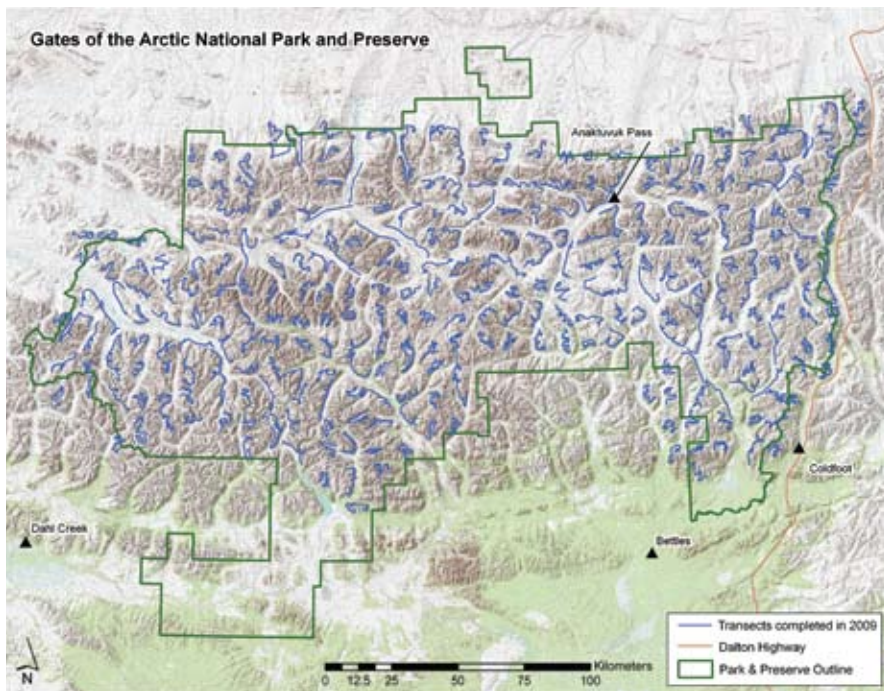 Gates of the Arctic National Park and Preserve
Anaktuvuk Pass
Coldfoot
Dahl Creek
Bettles
Transects completed in 2009
Dalton Highway
Park & Preserve Outline
N
Kilometers
0 12.5 25 50 75 100